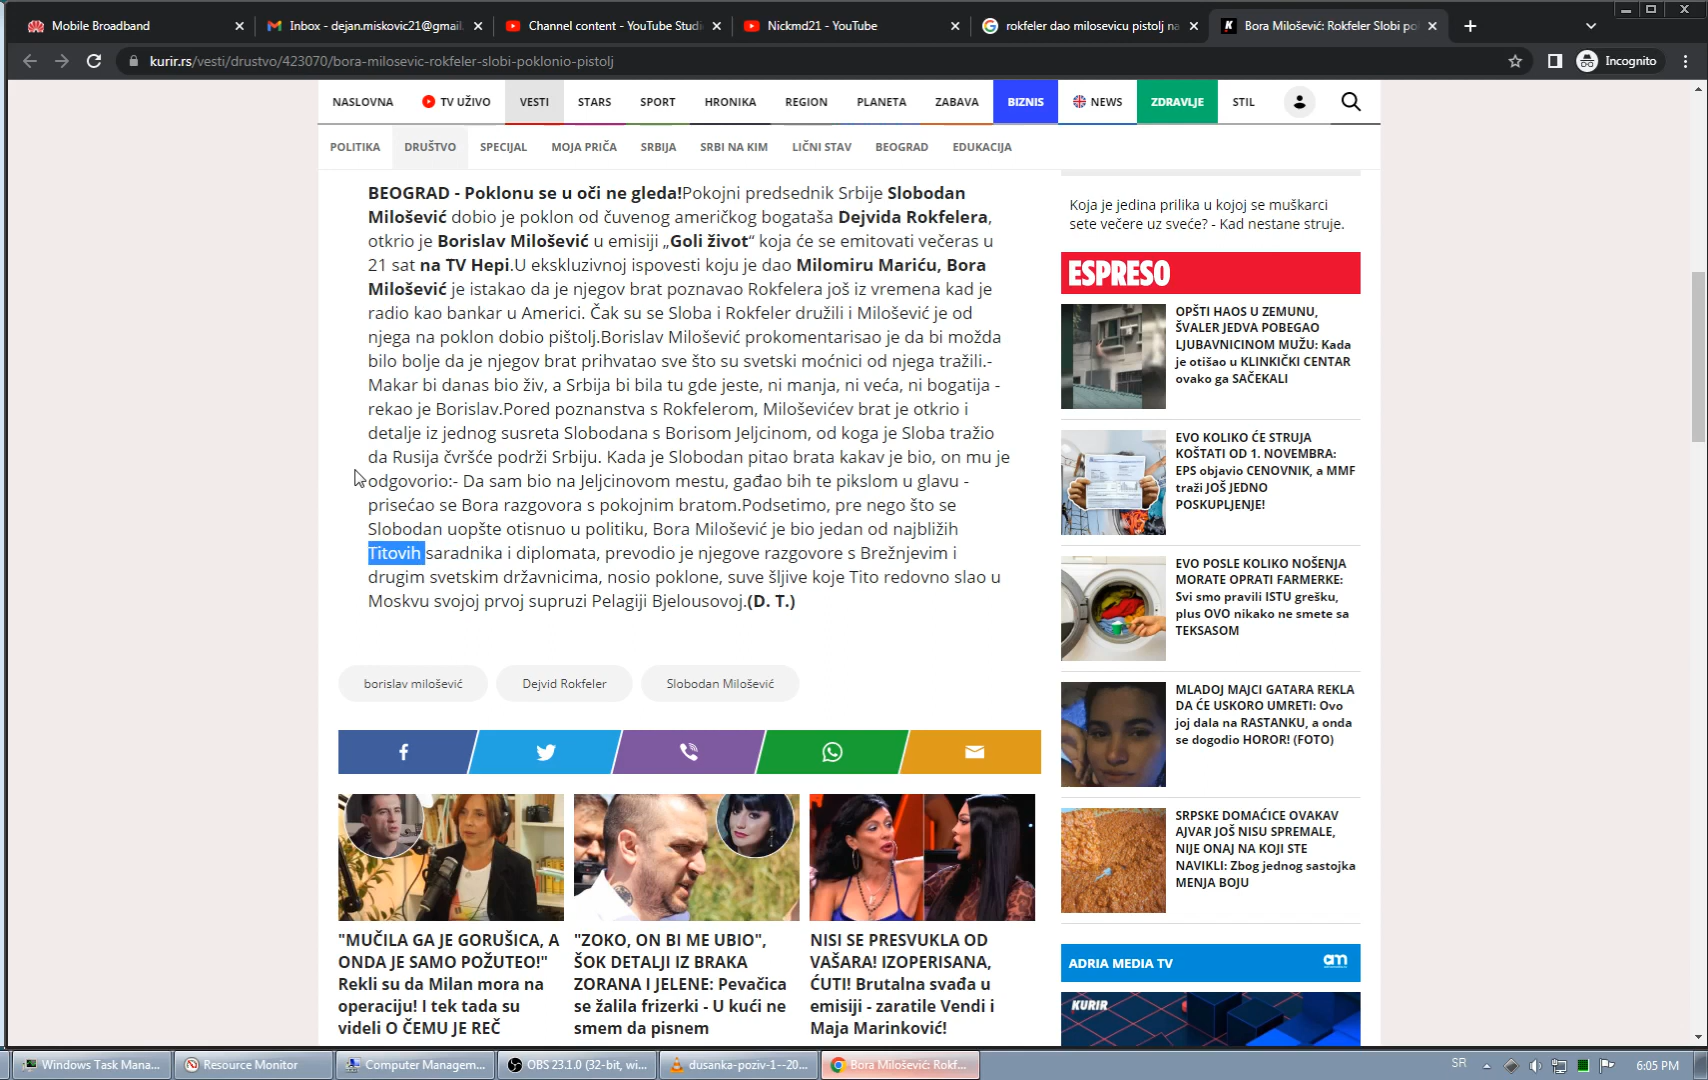 Mobile Broadband
Inbox - dejan.miskovic21@gmail.
Channel content - YouTube Studi
Nickmd21 - YouTube
rokfeler dao milosevicu pistolj na
Bora Milošević: Rokfeler Slobi po
kurir.rs/vesti/drustvo/423070/bora-milosevic-rokfeler-slobi-poklonio-pistolj
Incognito
NASLOVNA TV UŽIVO VESTI STARS SPORT HRONIKA REGION PLANETA ZABAVA BIZNIS NEWS ZDRAVLJE STIL
POLITIKA DRUŠTVO SPECIJAL MOJA PRIČA SRBIJA SRBI NA KIM LIČNI STAV BEOGRAD EDUKACIJA
BEOGRAD - Poklonu se u oči ne gleda!Pokojni predsednik Srbije Slobodan
Milošević dobio je poklon od čuvenog američkog bogataša Dejvida Rokfelera,
otkrio je Borislav Milošević u emisiji „Goli život“ koja će se emitovati večeras u
21 sat na TV Hepi.U ekskluzivnoj ispovesti koju je dao Milomiru Mariću, Bora
Milošević je istakao da je njegov brat poznavao Rokfelera još iz vremena kad je
radio kao bankar u Americi. Čak su se Sloba i Rokfeler družili i Milošević je od
njega na poklon dobio pištolj.Borislav Milošević prokomentarisao je da bi možda
bilo bolje da je njegov brat prihvatao sve što su svetski moćnici od njega tražili.-
Makar bi danas bio živ, a Srbija bi bila tu gde jeste, ni manja, ni veća, ni bogatija -
rekao je Borislav.Pored poznanstva s Rokfelerom, Miloševićev brat je otkrio i
detalje iz jednog susreta Slobodana s Borisom Jeljcinom, od koga je Sloba tražio
da Rusija čvršće podrži Srbiju. Kada je Slobodan pitao brata kakav je bio, on mu je
odgovorio:- Da sam bio na Jeljcinovom mestu, gađao bih te pikslom u glavu -
prisećao se Bora razgovora s pokojnim bratom.Podsetimo, pre nego što se
Slobodan uopšte otisnuo u politiku, Bora Milošević je bio jedan od najbližih
Titovih saradnika i diplomata, prevodio je njegove razgovore s Brežnjevim i
drugim svetskim državnicima, nosio poklone, suve šljive koje Tito redovno slao u
Moskvu svojoj prvoj supruzi Pelagiji Bjelousovoj.(D. T.)
borislav milošević
Dejvid Rokfeler
Slobodan Milošević
"MUČILA GA JE GORUŠICA, A
ONDA JE SAMO POŽUTEO!"
Rekli su da Milan mora na
operaciju! I tek tada su
videli O ČEMU JE REČ
"ZOKO, ON BI ME UBIO",
ŠOK DETALJI IZ BRAKA
ZORANA I JELENE: Pevačica
se žalila frizerki - U kući ne
smem da pisnem
NISI SE PRESVUKLA OD
VAŠARA! IZOPERISANA,
ĆUTI! Brutalna svađa u
emisiji - zaratile Vendi i
Maja Marinković!
Koja je jedina prilika u kojoj se muškarci
sete večere uz sveće? - Kad nestane struje.
ESPRESO
OPŠTI HAOS U ZEMUNU,
ŠVALER JEDVA POBEGAO
LJUBAVNICINOM MUŽU: Kada
je otišao u KLINKIČKI CENTAR
ovako ga SAČEKALI
EVO KOLIKO ĆE STRUJA
KOŠTATI OD 1. NOVEMBRA:
EPS objavio CENOVNIK, a MMF
traži JOŠ JEDNO
POSKUPLJENJE!
EVO POSLE KOLIKO NOŠENJA
MORATE OPRATI FARMERKE:
Svi smo pravili ISTU grešku,
plus OVO nikako ne smete sa
TEKSASOM
MLADOJ MAJCI GATARA REKLA
DA ĆE USKORO UMRETI: Ovo
joj dala na RASTANKU, a onda
se dogodio HOROR! (FOTO)
SRPSKE DOMAĆICE OVAKAV
AJVAR JOŠ NISU SPREMALE,
NIJE ONAJ NA KOJI STE
NAVIKLI: Zbog jednog sastojka
MENJA BOJU
ADRIA MEDIA TV
am
KURIR
Windows Task Mana...
Resource Monitor
Computer Managem...
OBS 23.1.0 (32-bit, wi...
dusanka-poziv-1--20...
Bora Milošević: Rokf...
SR
6:05 PM